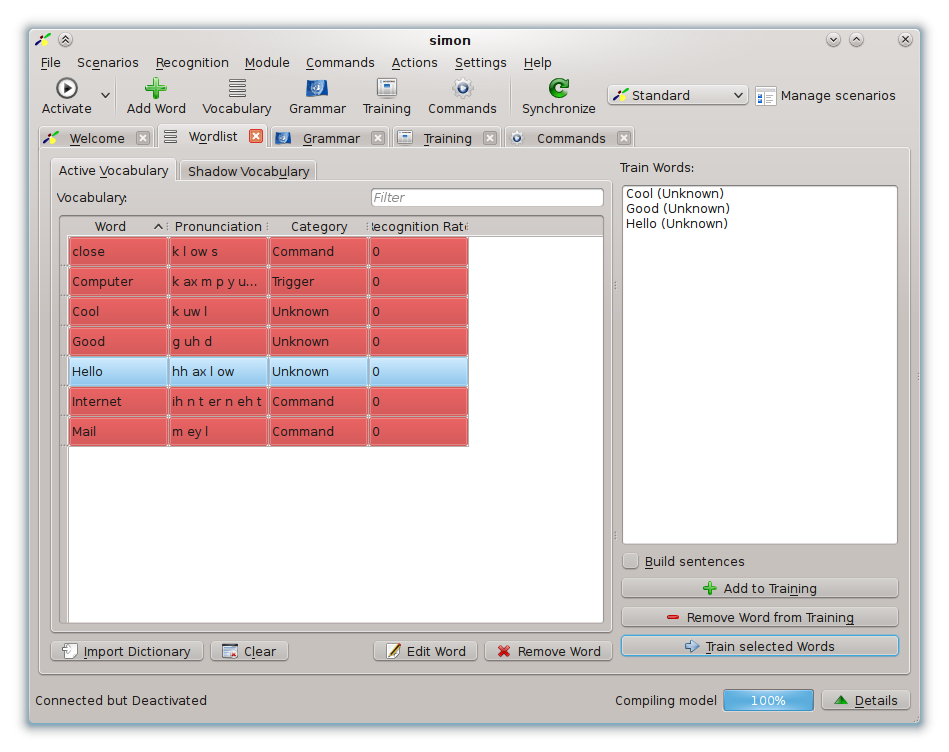 simon
File Scenarios Recognition Module Commands Actions Settings Help
Activate Add Word Vocabulary Grammar Training Commands Synchronize Standard Manage scenarios
Welcome Wordlist Grammar Training Commands
Active Vocabulary Shadow Vocabulary
Train Words:
Vocabulary: Filter
Word Pronunciation Category ecognition Rate
close k l ow s Command 0
Computer k ax m p y u... Trigger 0
Cool k uw l Unknown 0
Good g uh d Unknown 0
Hello hh ax l ow Unknown 0
Internet ih n t er n eh t Command 0
Mail m ey l Command 0
Cool (Unknown)
Good (Unknown)
Hello (Unknown)
Build sentences
Add to Training
Remove Word from Training
Train selected Words
Import Dictionary Clear Edit Word Remove Word
Connected but Deactivated Compiling model 100% Details